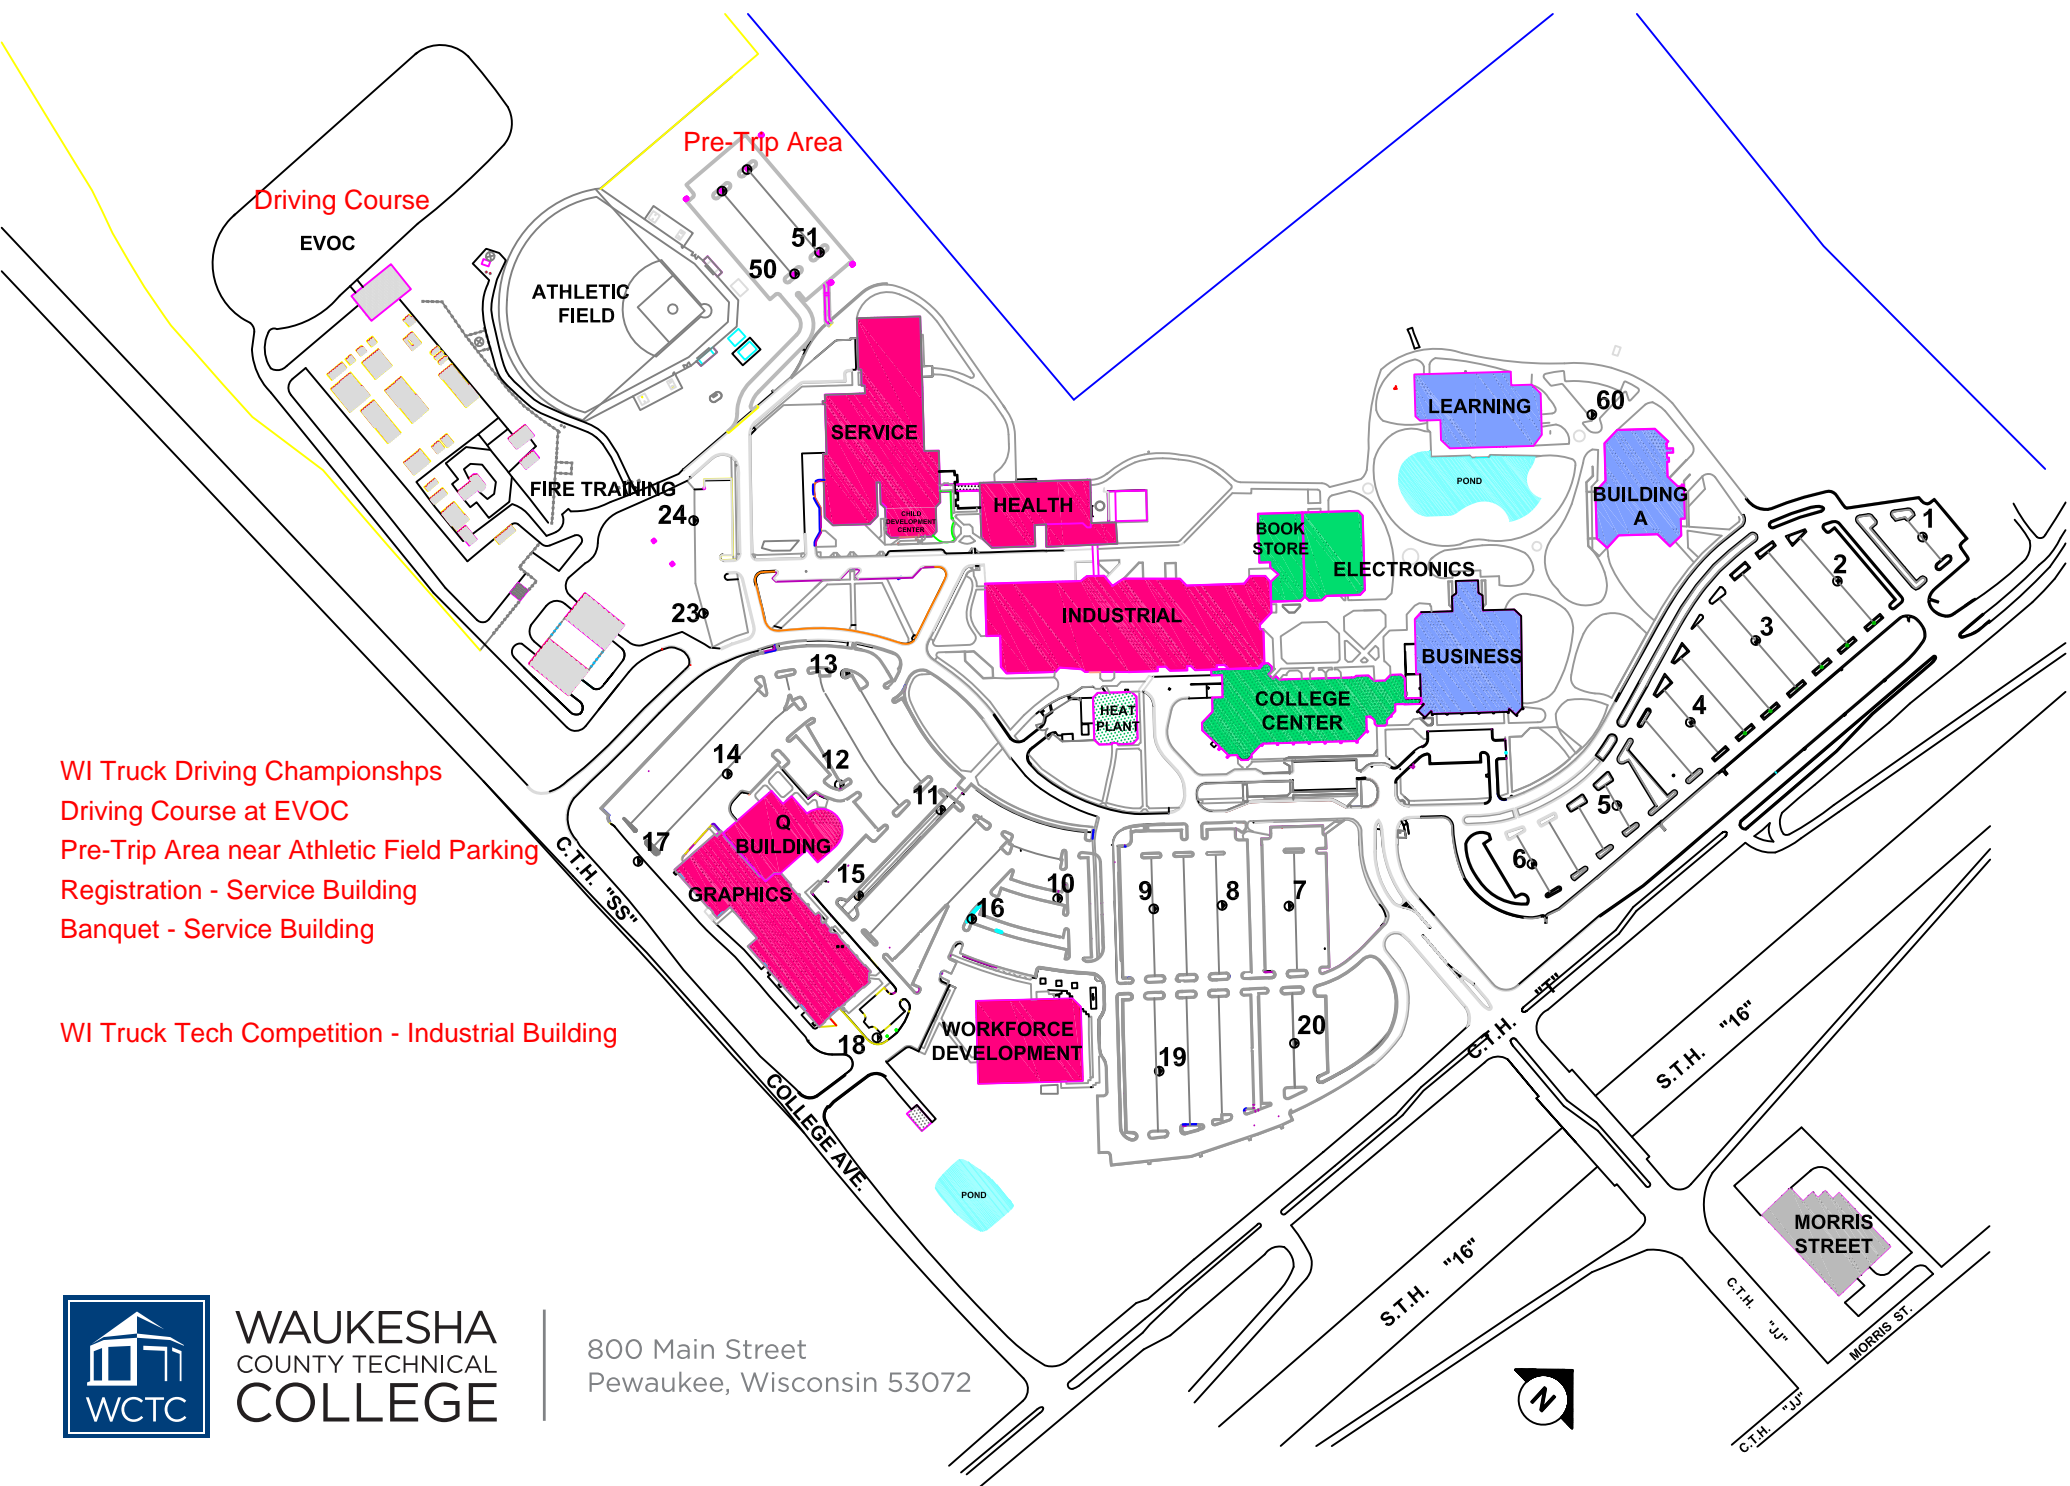 Pre-Trip Area
Driving Course
EVOC
51
50
ATHLETIC
FIELD
SERVICE
LEARNING
60
FIRE TRAINING
24
CHILD
DEVELOPMENT
CENTER
HEALTH
POND
BUILDING
A
BOOK
STORE
ELECTRONICS
1
2
3
4
5
6
23
INDUSTRIAL
BUSINESS
13
COLLEGE
CENTER
HEAT
PLANT
14
12
11
WI Truck Driving Championshps
Driving Course at EVOC
Pre-Trip Area near Athletic Field Parking
Registration - Service Building
Banquet - Service Building
WI Truck Tech Competition - Industrial Building
17
Q
BUILDING
GRAPHICS
15
10
16
9
8
7
C.T.H. "SS"
18
WORKFORCE
DEVELOPMENT
19
20
C.T.H. "T"
S.T.H. "16"
COLLEGE AVE.
POND
S.T.H. "16"
MORRIS
STREET
C.T.H. "JJ"
MORRIS ST.
C.T.H. "JJ"
N
WCTC
WAUKESHA
COUNTY TECHNICAL
COLLEGE
800 Main Street
Pewaukee, Wisconsin 53072